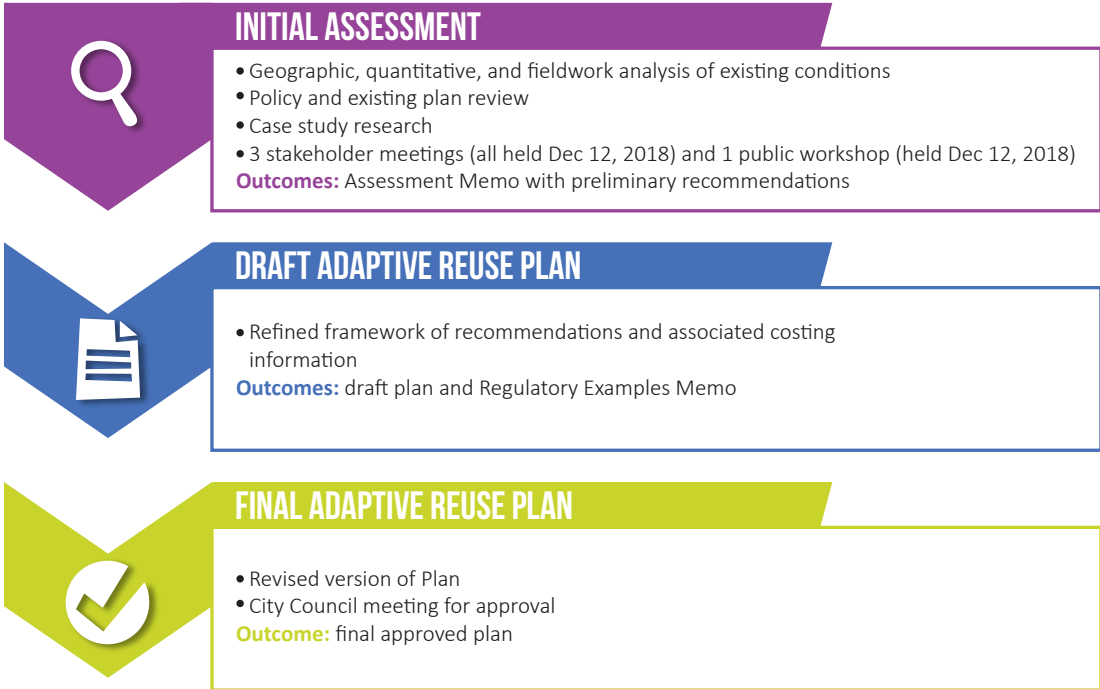 INITIAL ASSESSMENT
• Geographic, quantitative, and fieldwork analysis of existing conditions
• Policy and existing plan review
• Case study research
• 3 stakeholder meetings (all held Dec 12, 2018) and 1 public workshop (held Dec 12, 2018)
Outcomes: Assessment Memo with preliminary recommendations
DRAFT ADAPTIVE REUSE PLAN
• Refined framework of recommendations and associated costing
information
Outcomes: draft plan and Regulatory Examples Memo
FINAL ADAPTIVE REUSE PLAN
• Revised version of Plan
• City Council meeting for approval
Outcome: final approved plan